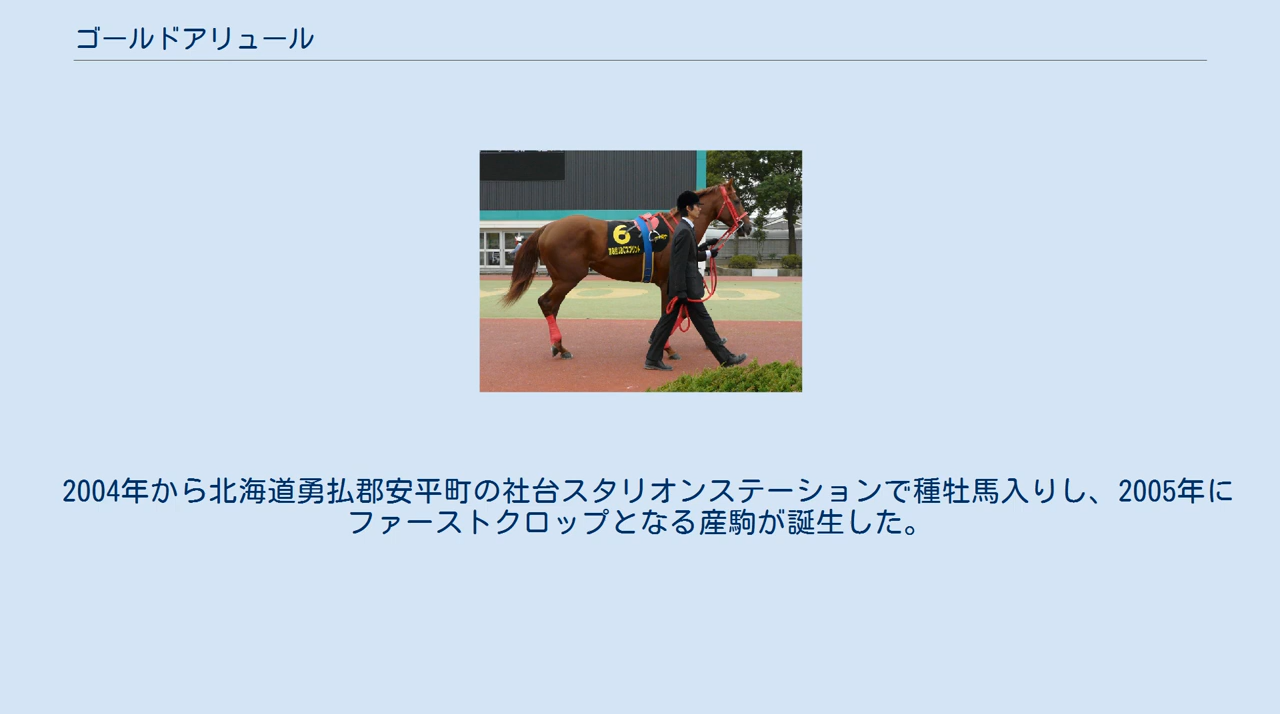 ゴールドアリュール
6
2004年から北海道勇払郡安平町の社台スタリオンステーションで種牡馬入りし、2005年に
ファーストクロップとなる産駒が誕生した。